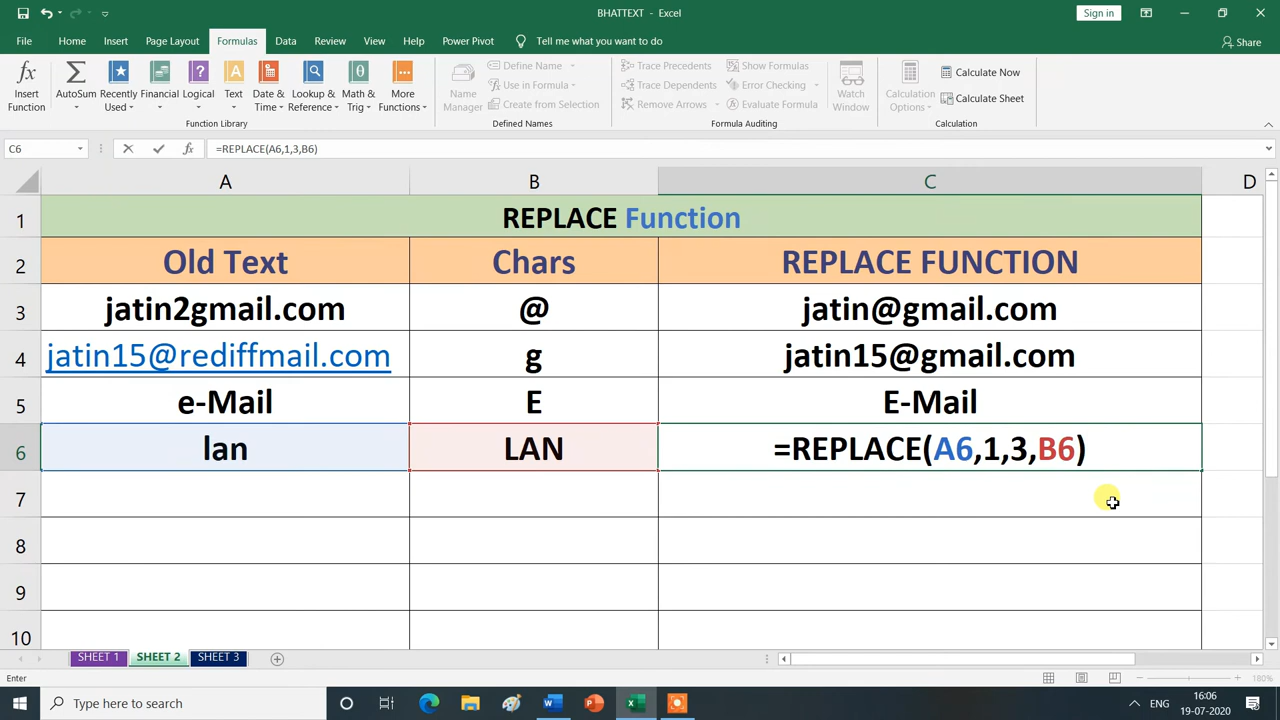 BHATTEXT - Excel
Sign in
File Home Insert Page Layout Formulas Data Review View Help Power Pivot Tell me what you want to do Share
Insert Function
AutoSum
Recently Used
Financial
Logical
Text
Date & Time
Lookup & Reference
Math & Trig
More Functions
Function Library
Name Manager
Define Name
Use in Formula
Create from Selection
Defined Names
Trace Precedents
Trace Dependents
Remove Arrows
Show Formulas
Error Checking
Evaluate Formula
Formula Auditing
Watch Window
Calculation Options
Calculate Now
Calculate Sheet
Calculation
C6 fx =REPLACE(A6,1,3,B6)
A B C D
1 REPLACE Function
2 Old Text Chars REPLACE FUNCTION
3 jatin2gmail.com @ jatin@gmail.com
4 jatin15@rediffmail.com g jatin15@gmail.com
5 e-Mail E E-Mail
6 lan LAN =REPLACE(A6,1,3,B6)
7
8
9
10
SHEET 1 SHEET 2 SHEET 3
Enter
180%
Type here to search
ENG
16:06
19-07-2020